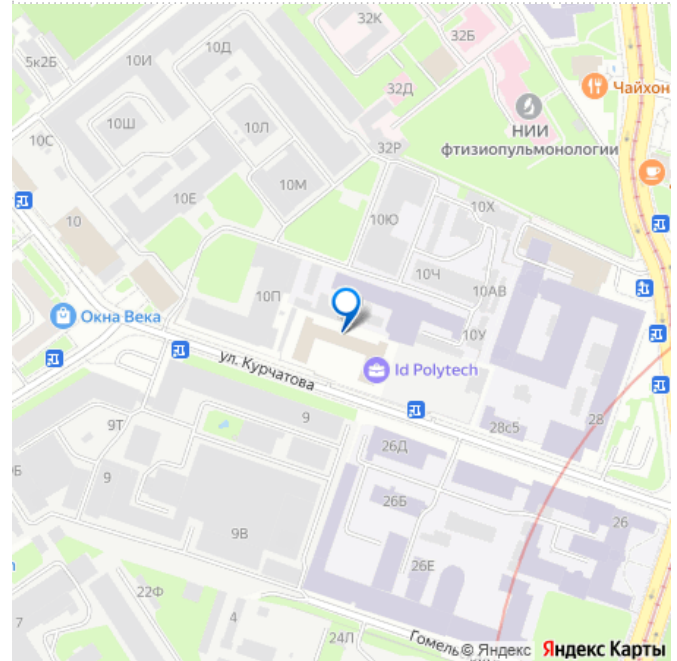 32К
10Д
32Б
10И
5к2Б
Чайхон
32Д
НИИ
фтизиопульмонологии
10Ш
10Л
10С
32Р
10М
10Е
10Х
10Ю
10
10Ч
10АВ
10П
Окна Века
10У
ул. Курчатова
Id Polytech
9
28
9Т
28с5
26Д
9
26Б
26
9В
26Е
22Ф
4
7
24Л
Гомель
© Яндекс
Яндекс Карты